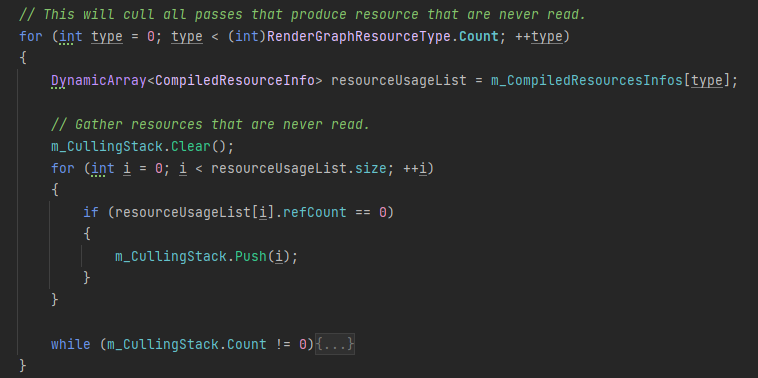 // This will cull all passes that produce resource that are never read.
for (int type = 0; type < (int)RenderGraphResourceType.Count; ++type)
{
DynamicArray<CompiledResourceInfo> resourceUsageList = m_CompiledResourcesInfos[type];
// Gather resources that are never read.
m_CullingStack.Clear();
for (int i = 0; i < resourceUsageList.size; ++i)
{
if (resourceUsageList[i].refCount == 0)
{
m_CullingStack.Push(i);
}
}
while (m_CullingStack.Count != 0){...}
}